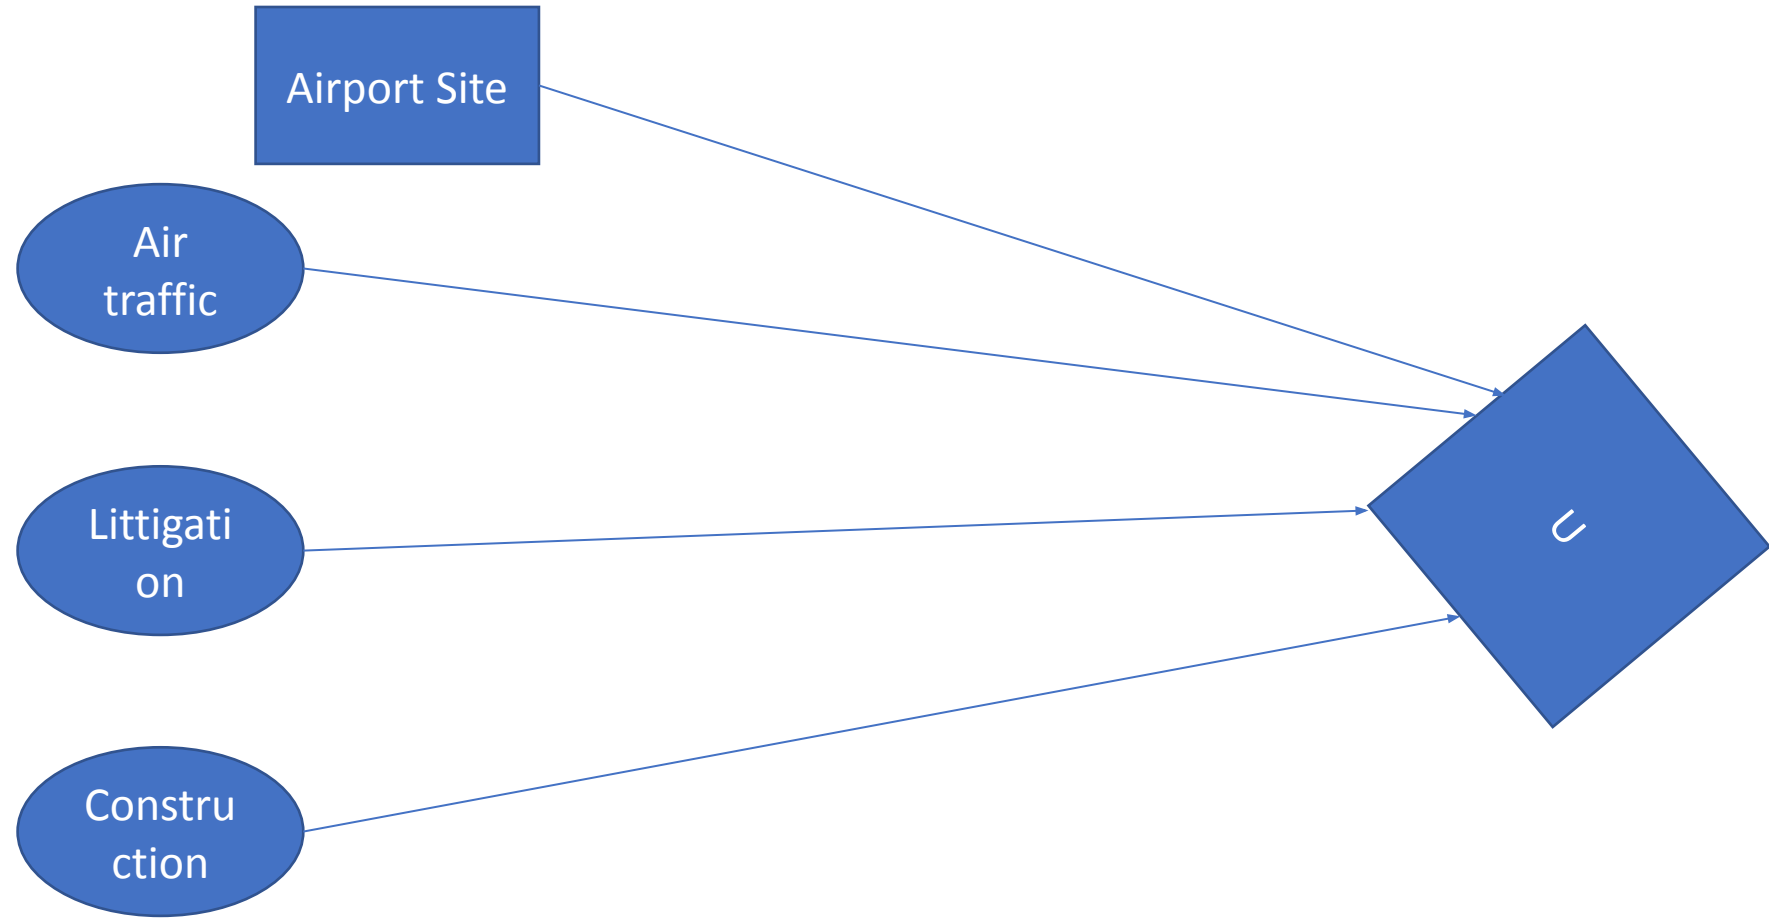 Airport Site
Air
traffic
Littigati
on
Constru
ction
U